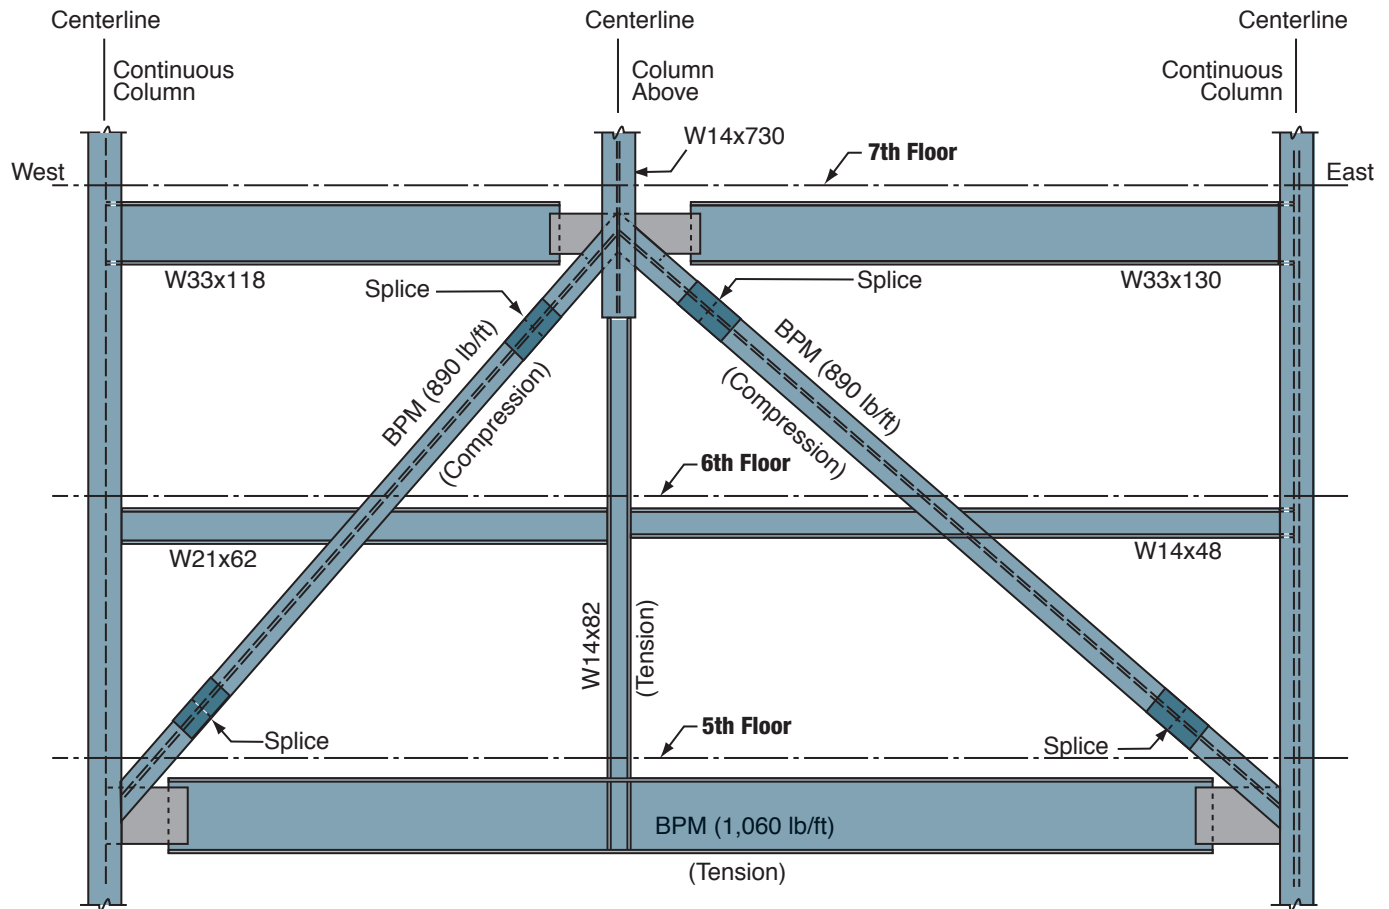 Centerline
Centerline
Centerline
Continuous
Column
Column
Above
Continuous
Column
W14x730
7th Floor
West
East
W33x118
W33x130
Splice
Splice
BPM (890 lb/ft)
(Compression)
BPM (890 lb/ft)
(Compression)
6th Floor
W21x62
W14x48
W14x82
(Tension)
5th Floor
Splice
Splice
BPM (1,060 lb/ft)
(Tension)